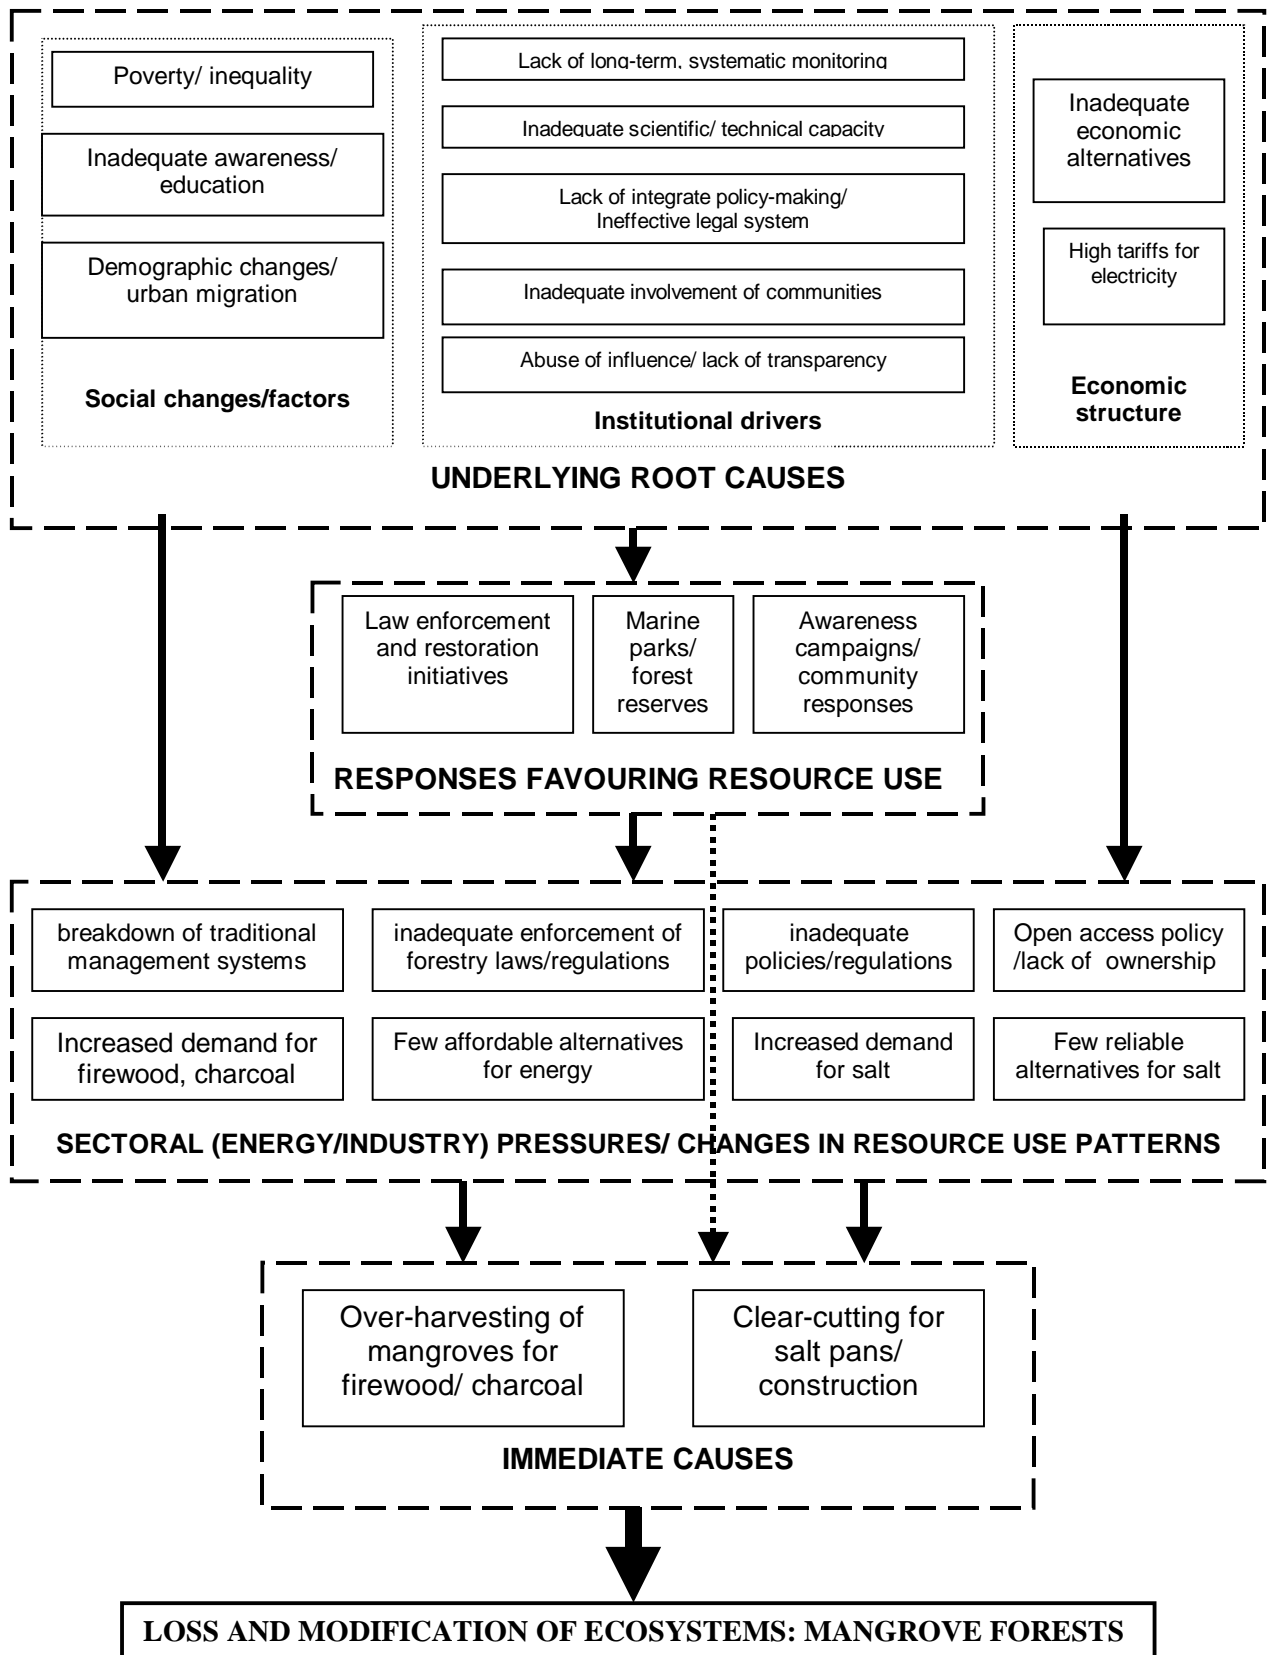 Poverty/ inequality
Inadequate awareness/
education
Demographic changes/
urban migration
Social changes/factors
Lack of long-term, systematic monitoring
Inadequate scientific/ technical capacity
Lack of integrate policy-making/
Ineffective legal system
Inadequate involvement of communities
Abuse of influence/ lack of transparency
Institutional drivers
Inadequate
economic
alternatives
High tariffs for
electricity
Economic
structure
UNDERLYING ROOT CAUSES
Law enforcement
and restoration
initiatives
Marine
parks/
forest
reserves
Awareness
campaigns/
community
responses
RESPONSES FAVOURING RESOURCE USE
breakdown of traditional
management systems
inadequate enforcement of
forestry laws/regulations
inadequate
policies/regulations
Open access policy
/lack of ownership
Increased demand for
firewood, charcoal
Few affordable alternatives
for energy
Increased demand
for salt
Few reliable
alternatives for salt
SECTORAL (ENERGY/INDUSTRY) PRESSURES/ CHANGES IN RESOURCE USE PATTERNS
Over-harvesting of
mangroves for
firewood/ charcoal
Clear-cutting for
salt pans/
construction
IMMEDIATE CAUSES
LOSS AND MODIFICATION OF ECOSYSTEMS: MANGROVE FORESTS